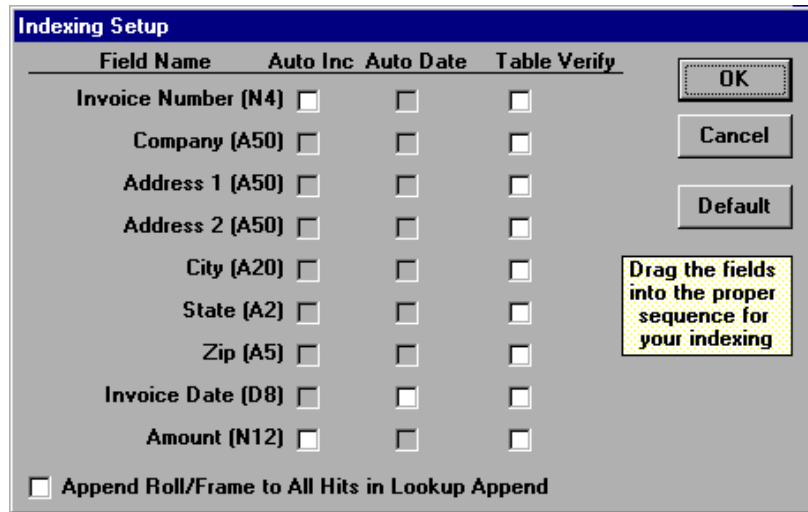 Indexing Setup
Field Name Auto Inc Auto Date Table Verify
OK
Invoice Number (N4)
Company (A50)
Cancel
Address 1 (A50)
Address 2 (A50)
Default
City (A20)
State (A2)
Zip (A5)
Invoice Date (D8)
Amount (N12)
Drag the fields
into the proper
sequence for
your indexing
Append Roll/Frame to All Hits in Lookup Append